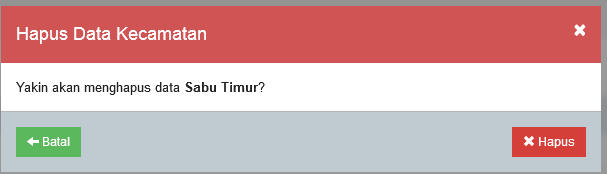 Hapus Data Kecamatan
Yakin akan menghapus data Sabu Timur?
Batal
Hapus